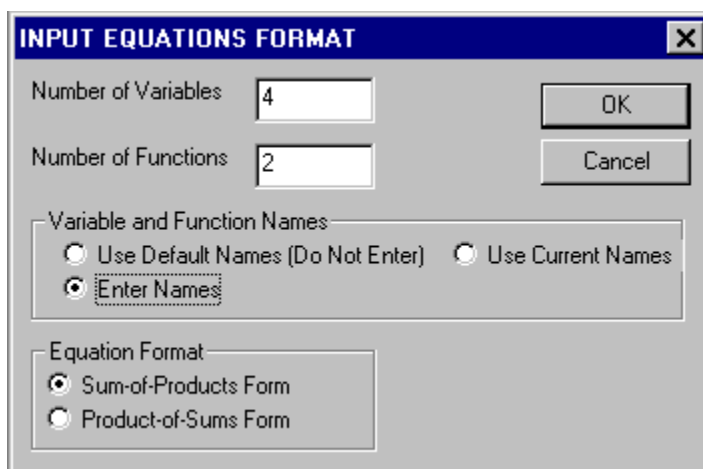 INPUT EQUATIONS FORMAT
Number of Variables 4 OK
Number of Functions 2 Cancel
Variable and Function Names
Use Default Names (Do Not Enter) Use Current Names
Enter Names
Equation Format
Sum-of-Products Form
Product-of-Sums Form